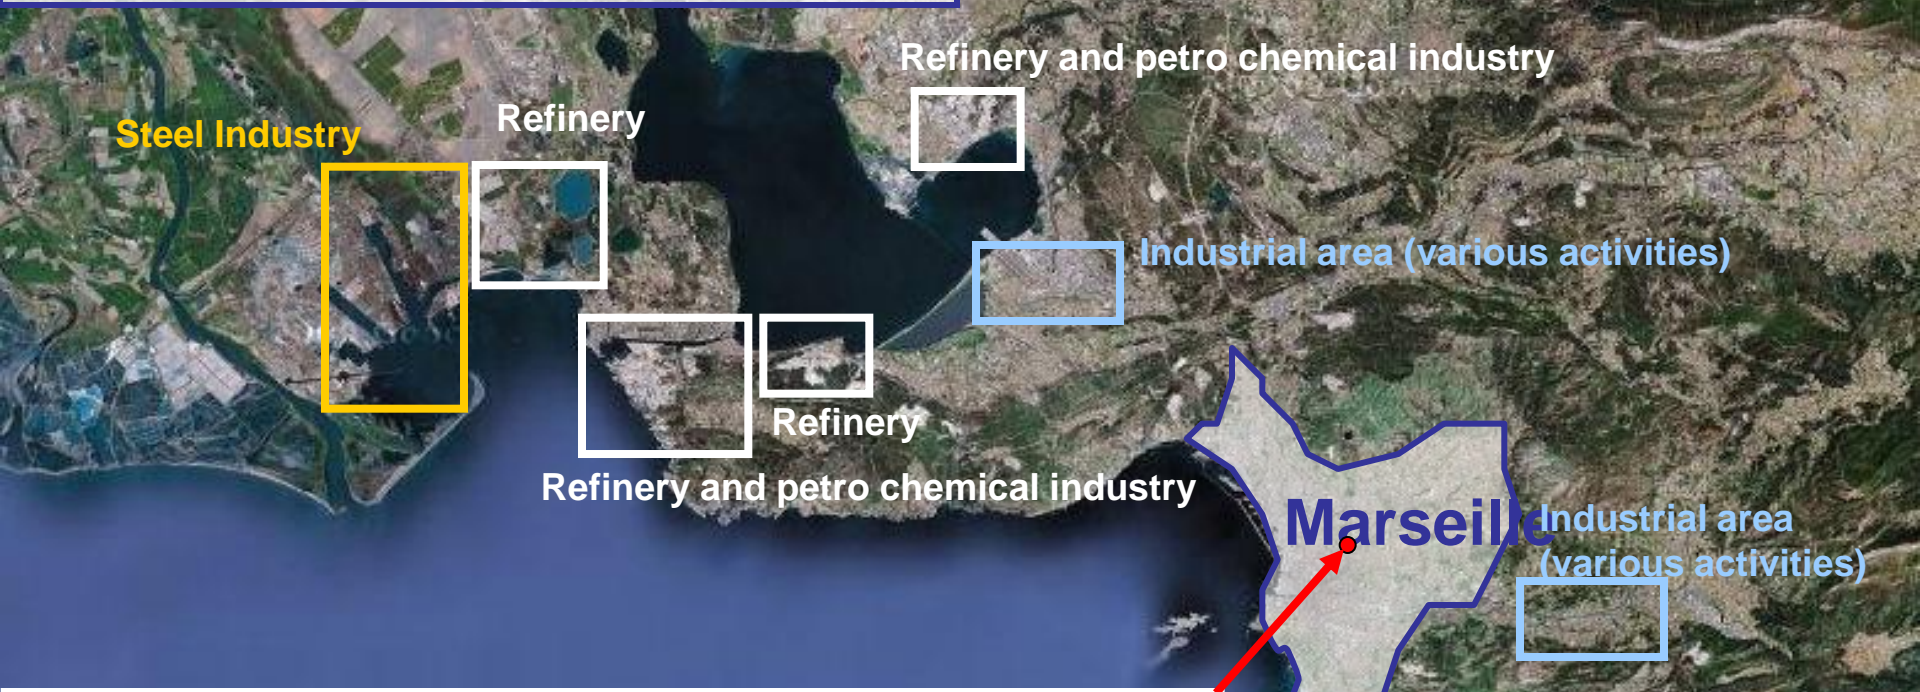 Refinery and petro chemical industry
Refinery
Steel Industry
Industrial area (various activities)
Refinery
Refinery and petro chemical industry
Marseille
Industrial area
(various activities)